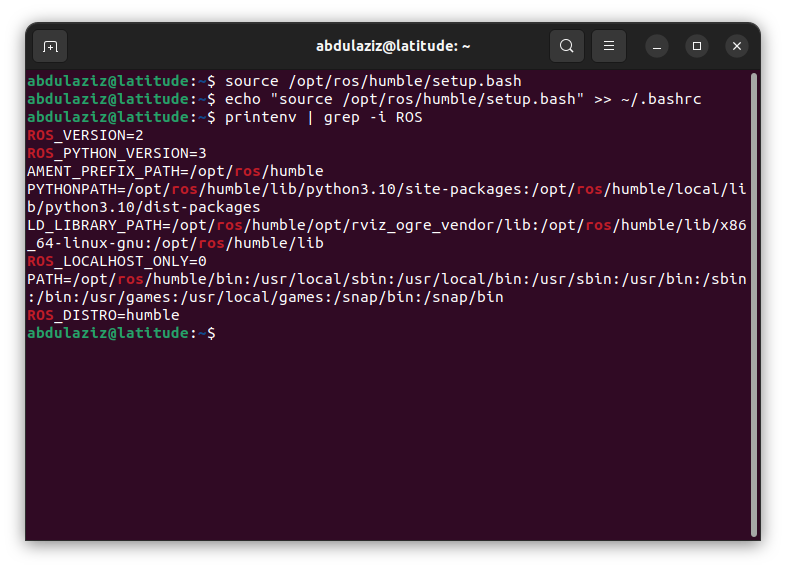 abdulaziz@latitude: ~
abdulaziz@latitude:~$ source /opt/ros/humble/setup.bash
abdulaziz@latitude:~$ echo "source /opt/ros/humble/setup.bash" >> ~/.bashrc
abdulaziz@latitude:~$ printenv | grep -i ROS
ROS_VERSION=2
ROS_PYTHON_VERSION=3
AMENT_PREFIX_PATH=/opt/ros/humble
PYTHONPATH=/opt/ros/humble/lib/python3.10/site-packages:/opt/ros/humble/local/li
b/python3.10/dist-packages
LD_LIBRARY_PATH=/opt/ros/humble/opt/rviz_ogre_vendor/lib:/opt/ros/humble/lib/x86
_64-linux-gnu:/opt/ros/humble/lib
ROS_LOCALHOST_ONLY=0
PATH=/opt/ros/humble/bin:/usr/local/sbin:/usr/local/bin:/usr/sbin:/usr/bin:/sbin
:/bin:/usr/games:/usr/local/games:/snap/bin:/snap/bin
ROS_DISTRO=humble
abdulaziz@latitude:~$